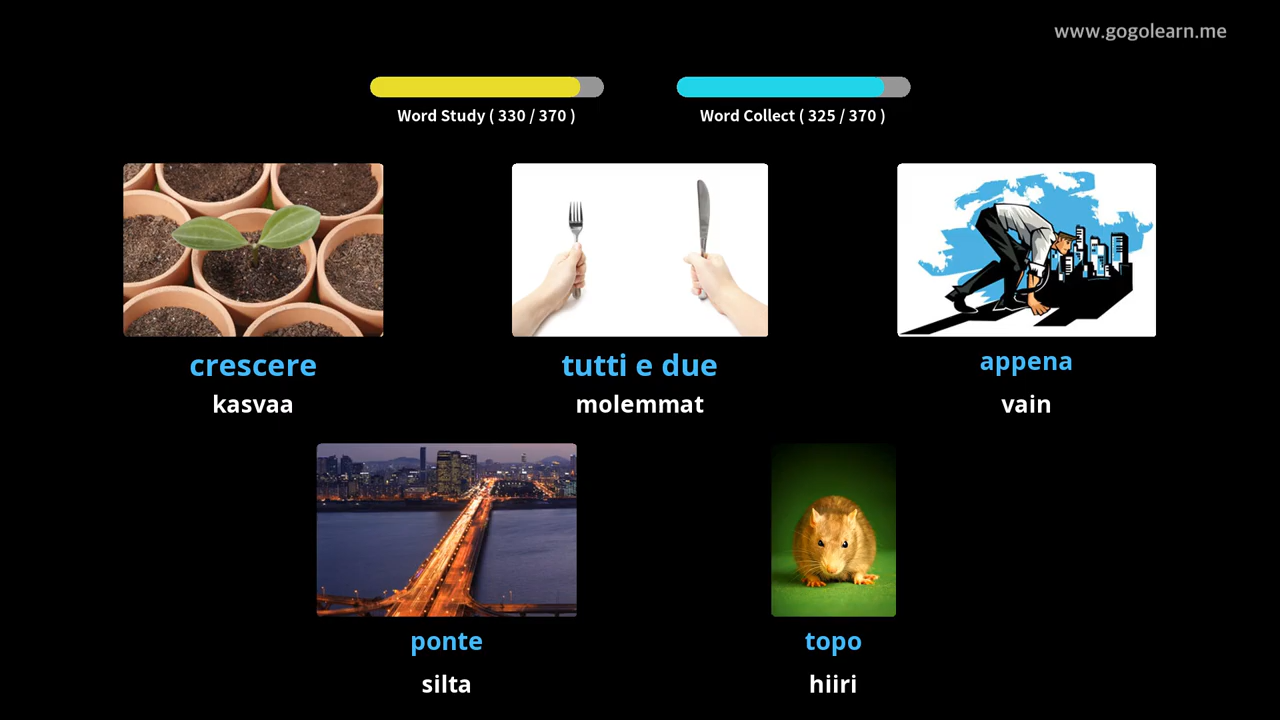 www.gogolearn.me
Word Study ( 330 / 370 )
Word Collect ( 325 / 370 )
crescere
kasvaa
tutti e due
molemmat
appena
vain
ponte
silta
topo
hiiri